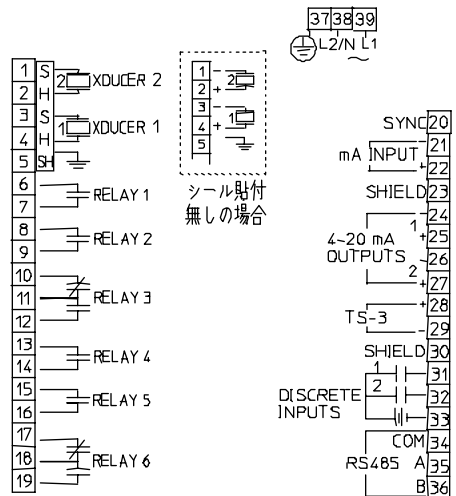 37 38 39
L2/N L1
1 S
2 H
2 XDUCER 2
3 S
4 H
1 XDUCER 1
5 SH
1 -
2 +
2
3 -
4 +
1
5
シール貼付
無しの場合
6
7
RELAY 1
8
9
RELAY 2
10
11
12
RELAY 3
13
14
RELAY 4
15
16
RELAY 5
17
18
19
RELAY 6
SYNC 20
mA INPUT
- 21
+ 22
SHIELD 23
4-20 mA
OUTPUTS
1
- 24
+ 25
2
- 26
+ 27
TS-3
+ 28
- 29
SHIELD 30
DISCRETE
INPUTS
1
31
2
32
33
RS485
COM 34
A 35
B 36